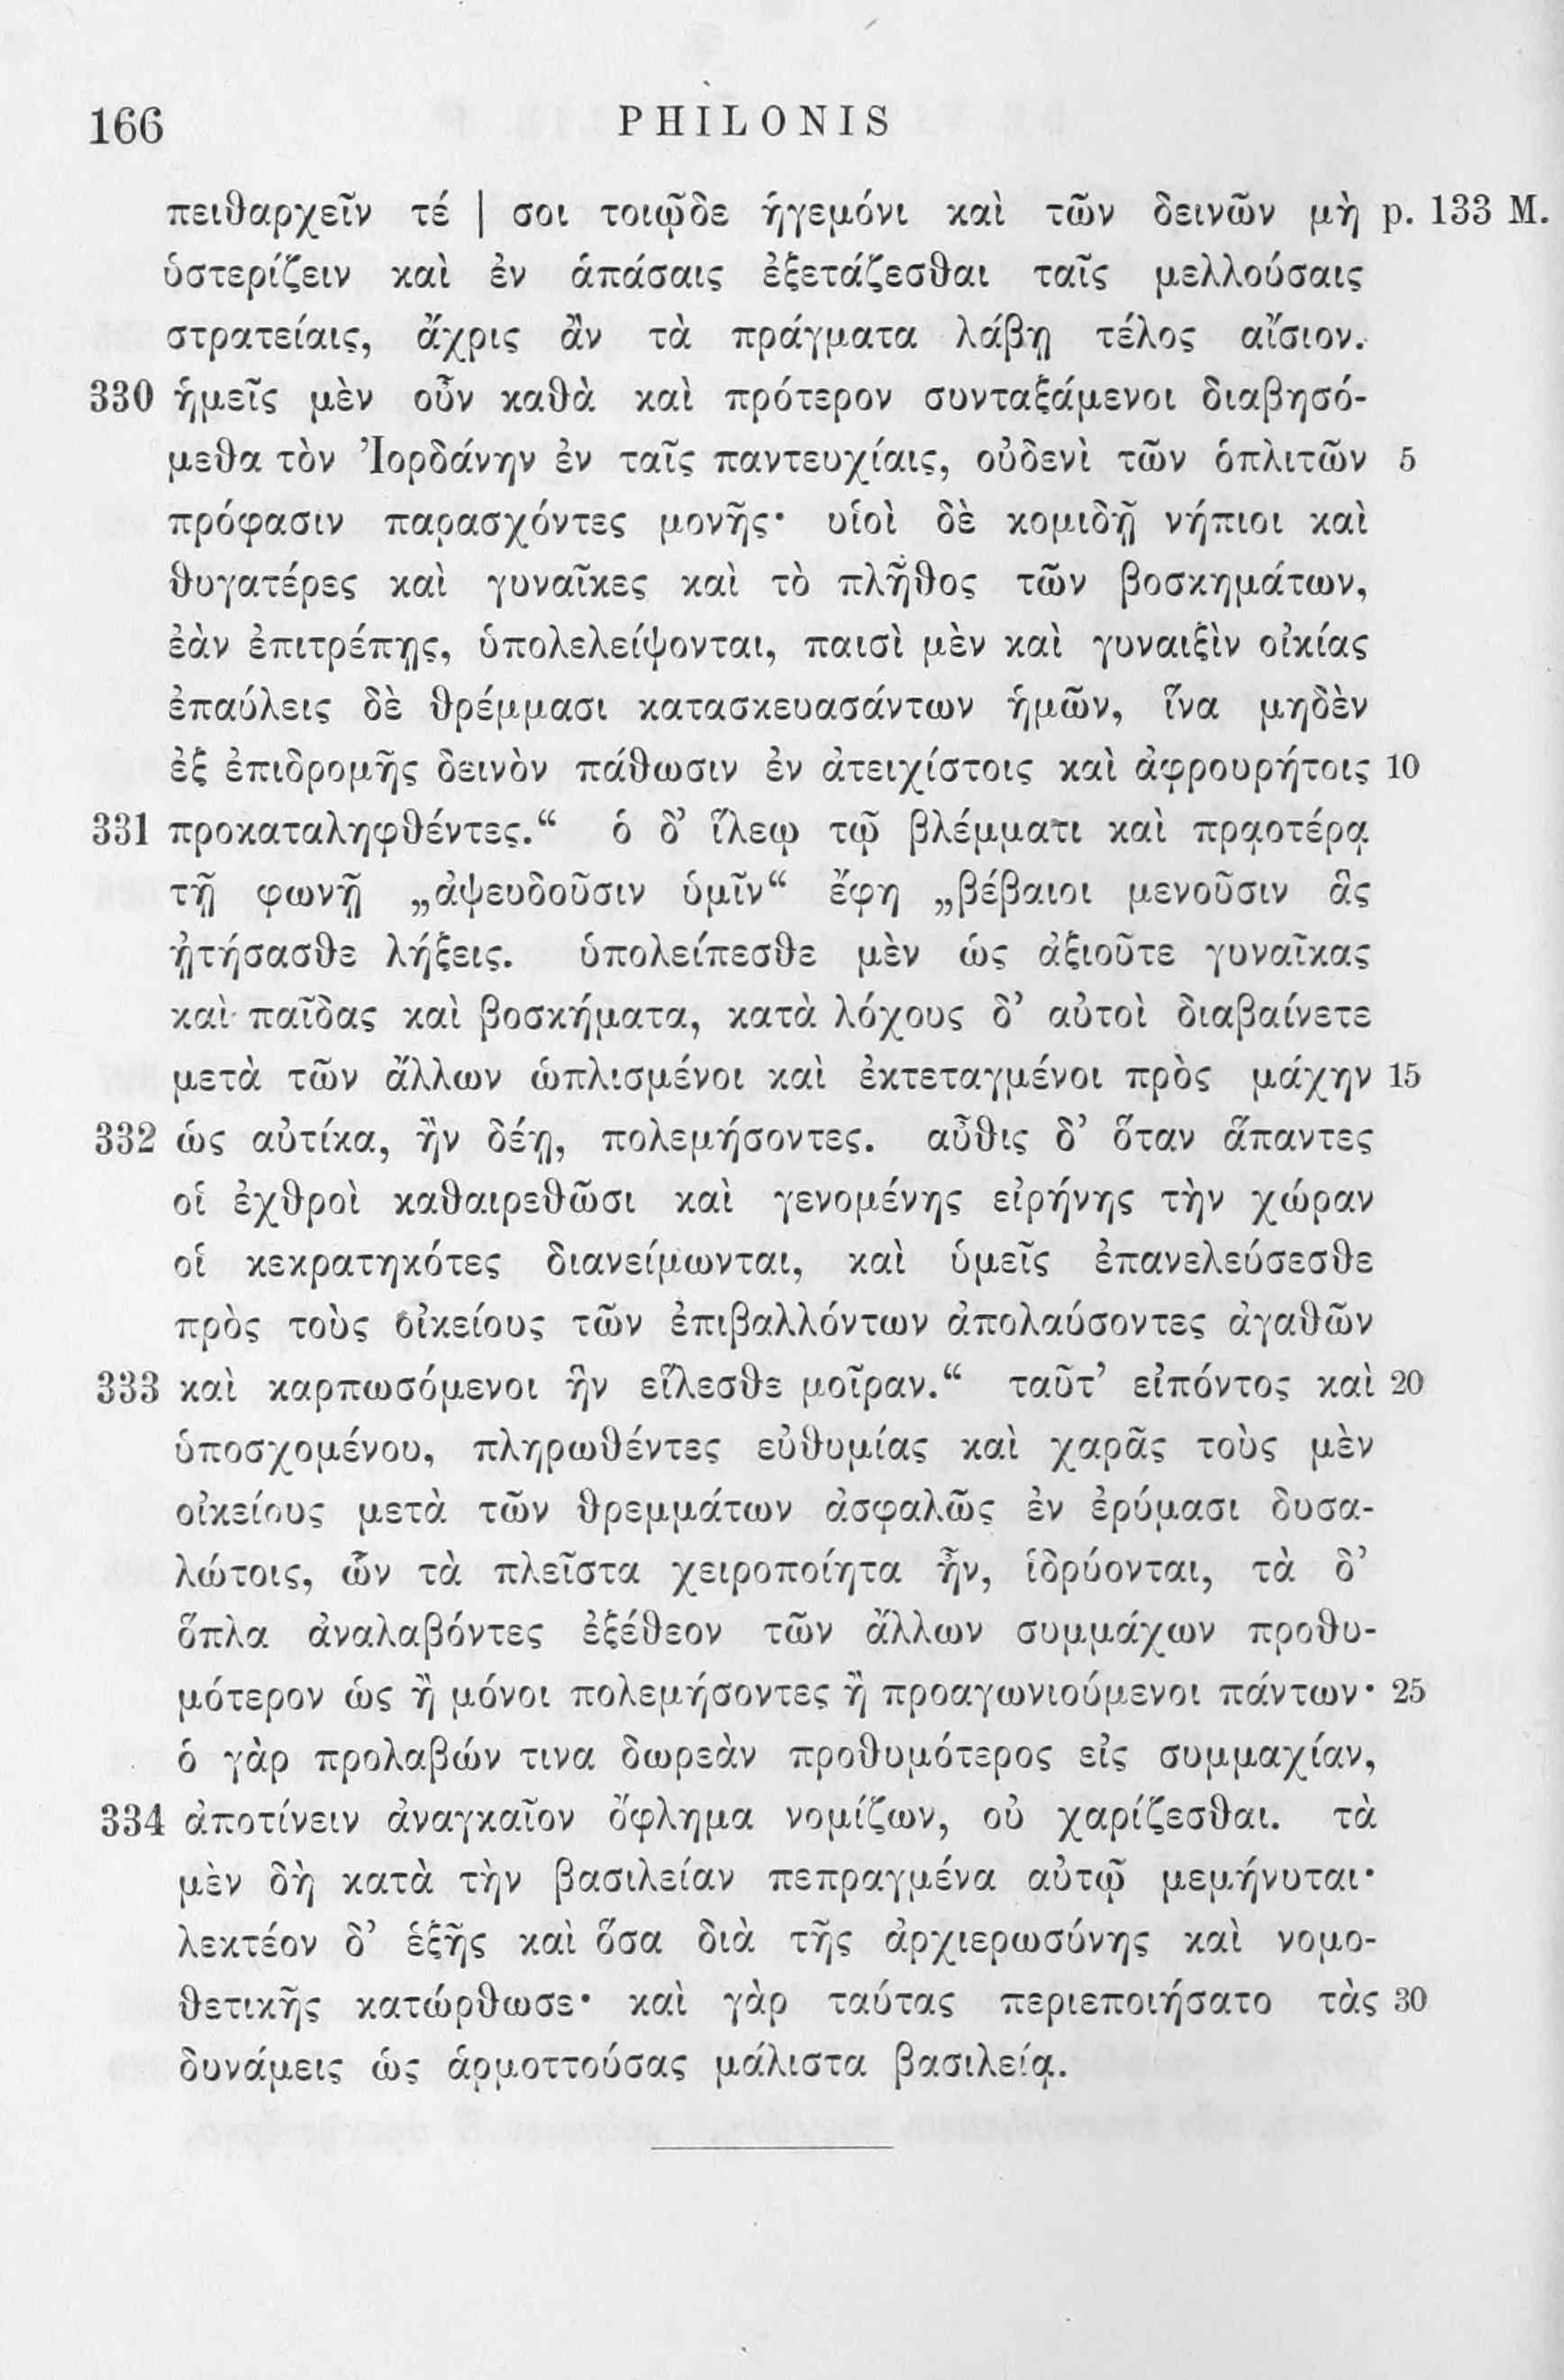 166 PHILONIS
πειθαρχεῖν τέ | σοι τοιῷδε ἡγεμόνι καὶ τῶν δεινῶν μὴ p. 133 M.
ὑστερίζειν καὶ ἐν ἁπάσαις ἐξετάζεσθαι ταῖς μελλούσαις
στρατείαις, ἄχρις ἂν τὰ πράγματα λάβῃ τέλος αἴσιον.
330 ἡμεῖς μὲν οὖν καθὰ καὶ πρότερον συνταξάμενοι διαβησό-
μεθα τὸν Ἰορδάνην ἐν ταῖς παντευχίαις, οὐδενὶ τῶν ὁπλιτῶν 5
πρόφασιν παρασχόντες μονῆς· υἱοὶ δὲ κομιδῇ νήπιοι καὶ
θυγατέρες καὶ γυναῖκες καὶ τὸ πλῆθος τῶν βοσκημάτων,
ἐὰν ἐπιτρέπῃς, ὑπολελείψονται, παισὶ μὲν καὶ γυναιξὶν οἰκίας
ἐπαύλεις δὲ θρέμμασι κατασκευασάντων ἡμῶν, ἵνα μηδὲν
ἐξ ἐπιδρομῆς δεινὸν πάθωσιν ἐν ἀτειχίστοις καὶ ἀφρουρήτοις 10
331 προκαταληφθέντες.“ ὁ δ’ ἵλεῳ τῷ βλέμματι καὶ πρᾳοτέρᾳ
τῇ φωνῇ „ἀψευδοῦσιν ὑμῖν“ ἔφη „βέβαιοι μενοῦσιν ἃς
ᾐτήσασθε λήξεις. ὑπολείπεσθε μὲν ὡς ἀξιοῦτε γυναῖκας
καὶ παῖδας καὶ βοσκήματα, κατὰ λόχους δ’ αὐτοὶ διαβαίνετε
μετὰ τῶν ἄλλων ὡπλισμένοι καὶ ἐκτεταγμένοι πρὸς μάχην 15
332 ὡς αὐτίκα, ἢν δέῃ, πολεμήσοντες. αὖθις δ’ ὅταν ἅπαντες
οἱ ἐχθροὶ καθαιρεθῶσι καὶ γενομένης εἰρήνης τὴν χώραν
οἱ κεκρατηκότες διανείμωνται, καὶ ὑμεῖς ἐπανελεύσεσθε
πρὸς τοὺς οἰκείους τῶν ἐπιβαλλόντων ἀπολαύσοντες ἀγαθῶν
333 καὶ καρπωσόμενοι ἣν εἵλεσθε μοῖραν.“ ταῦτ’ εἰπόντος καὶ 20
ὑποσχομένου, πληρωθέντες εὐθυμίας καὶ χαρᾶς τοὺς μὲν
οἰκείους μετὰ τῶν θρεμμάτων ἀσφαλῶς ἐν ἐρύμασι δυσα-
λώτοις, ὧν τὰ πλεῖστα χειροποίητα ἦν, ἱδρύονται, τὰ δ’
ὅπλα ἀναλαβόντες ἐξέθεον τῶν ἄλλων συμμάχων προθυ-
μότερον ὡς ἢ μόνοι πολεμήσοντες ἢ προαγωνιούμενοι πάντων· 25
ὁ γὰρ προλαβών τινα δωρεὰν προθυμότερος εἰς συμμαχίαν,
334 ἀποτίνειν ἀναγκαῖον ὄφλημα νομίζων, οὐ χαρίζεσθαι. τὰ
μὲν δὴ κατὰ τὴν βασιλείαν πεπραγμένα αὐτῷ μεμήνυται·
λεκτέον δ’ ἑξῆς καὶ ὅσα διὰ τῆς ἀρχιερωσύνης καὶ νομο-
θετικῆς κατώρθωσε· καὶ γὰρ ταύτας περιεποιήσατο τὰς 30
δυνάμεις ὡς ἁρμοττούσας μάλιστα βασιλείᾳ.